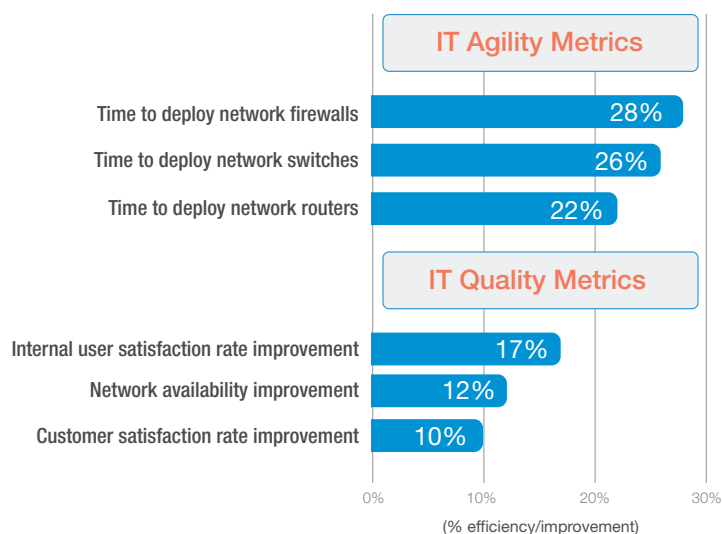 IT Agility Metrics
Time to deploy network firewalls 28%
Time to deploy network switches 26%
Time to deploy network routers 22%
IT Quality Metrics
Internal user satisfaction rate improvement 17%
Network availability improvement 12%
Customer satisfaction rate improvement 10%
0% 10% 20% 30%
(% efficiency/improvement)